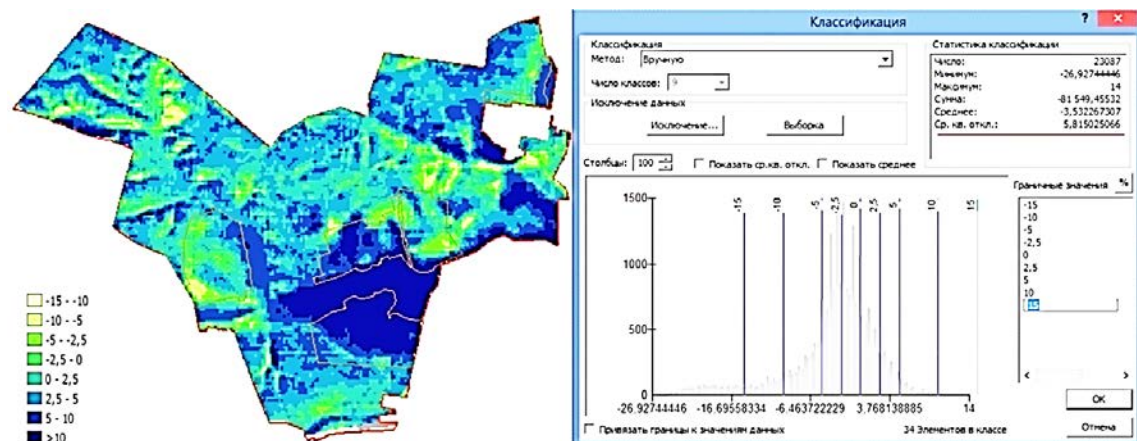 -15 - -10
-10 - -5
-5 - -2,5
-2,5 - 0
0 - 2,5
2,5 - 5
5 - 10
>10
Классификация
?
Классификация
Метод: Вручную
Число классов: 9
Исключение данных
Исключение... Выборка
Статистика классификации
Число: 23087
Минимум: -26,92744446
Максимум: 14
Сумма: -81 549,45532
Среднее: -3,532267307
Ср. кв. откл.: 5,815025066
Столбцы: 100 Показать ср.кв. откл. Показать среднее
Граничные значения %
-15
-10
-5
-2,5
0
2,5
5
10
15
1500
1000
500
0
-15 -10 -5 -2,5 0 2,5 5 10 15
-26,92744446 -16,69558334 -6,463722229 3,768138885 14
Привязать границы к значениям данных
34 Элементов в классе
OK
Отмена